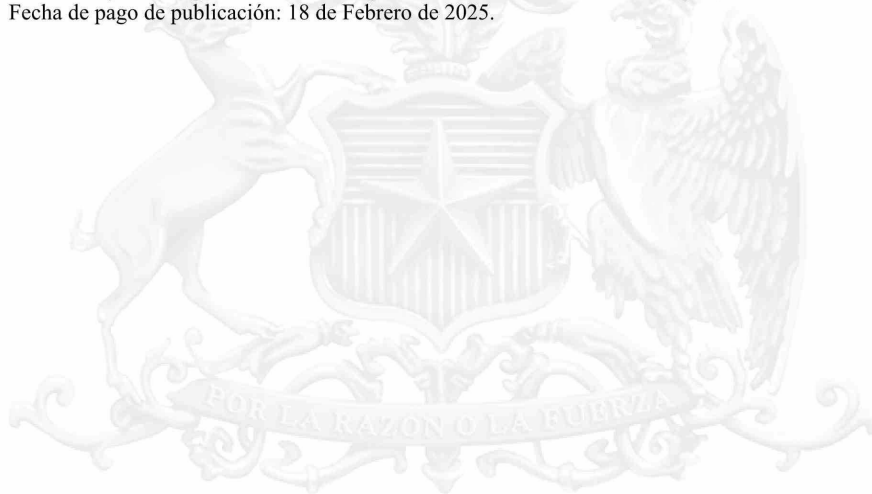 Fecha de pago de publicación: 18 de Febrero de 2025.
POR LA RAZON O LA FUERZA